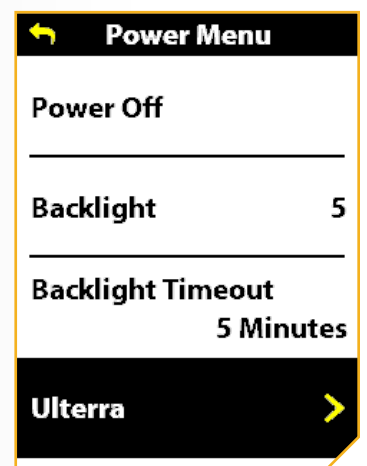 Power Menu
Power Off
Backlight 5
Backlight Timeout
5 Minutes
Ulterra